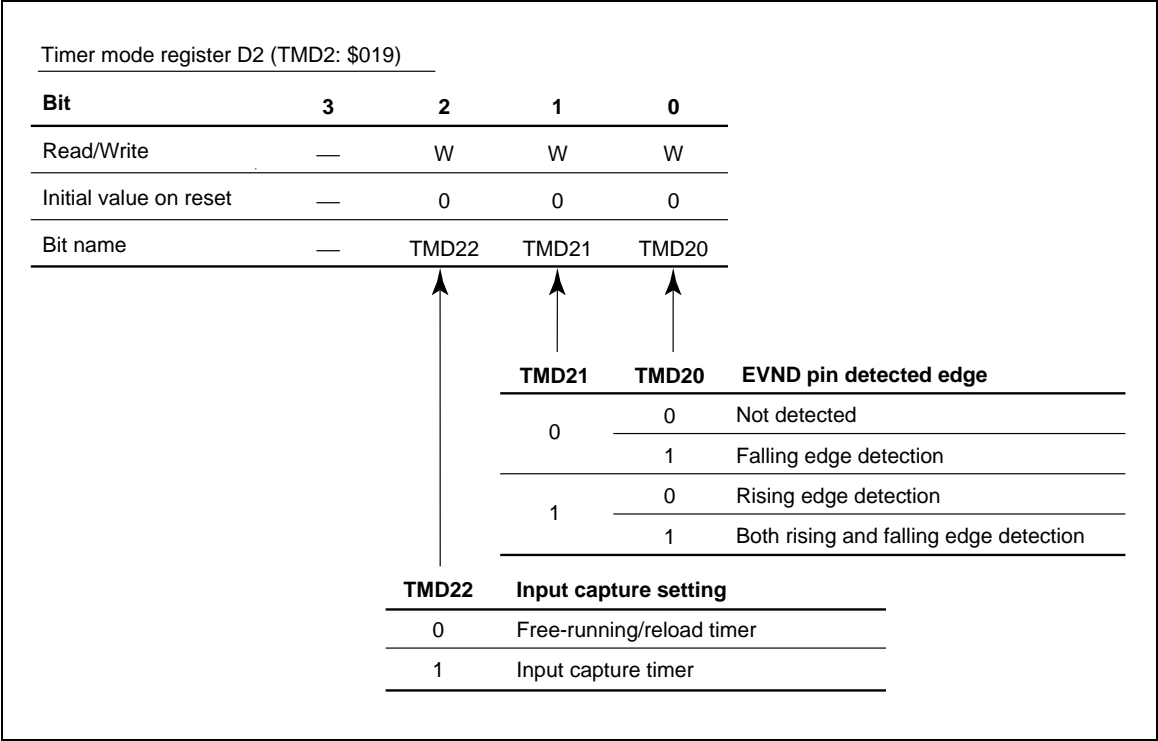 Timer mode register D2 (TMD2: $019)
Bit 3 2 1 0
Read/Write — W W W
Initial value on reset — 0 0 0
Bit name — TMD22 TMD21 TMD20
TMD21 TMD20 EVND pin detected edge
0 0 Not detected
1 Falling edge detection
1 0 Rising edge detection
1 Both rising and falling edge detection
TMD22 Input capture setting
0 Free-running/reload timer
1 Input capture timer